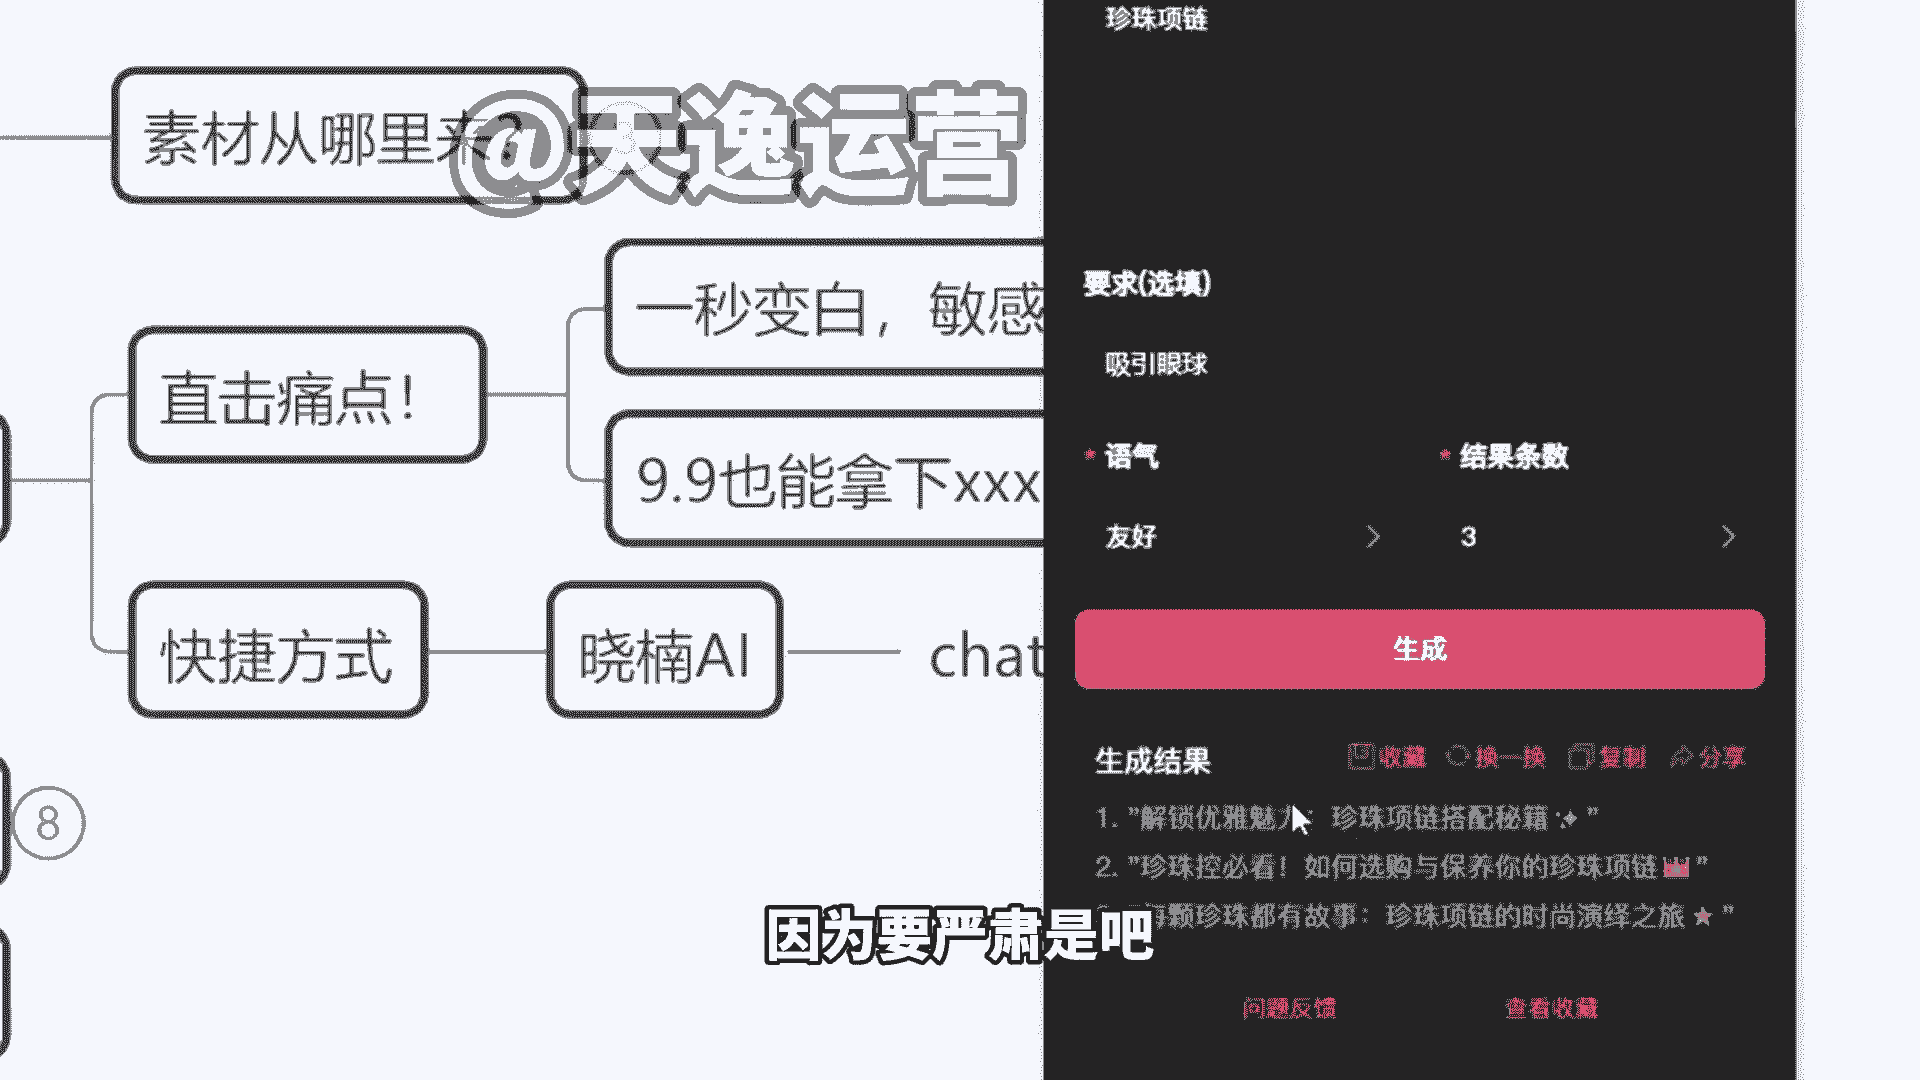 素材从哪里来?
@天逸运营
直击痛点！
一秒变白，敏感
9.9也能拿下xxx
快捷方式
晓楠AI
chat
8
珍珠项链
要求(选填)
吸引眼球
* 语气
* 结果条数
友好
3
生成
生成结果
收藏 换一换 复制 分享
1. "解锁优雅魅力：珍珠项链搭配秘籍✨"
2. "珍珠控必看！如何选购与保养你的珍珠项链👑"
颗珍珠都有故事：珍珠项链的时尚演绎之旅★"
因为要严肃是吧
问题反馈
查看收藏